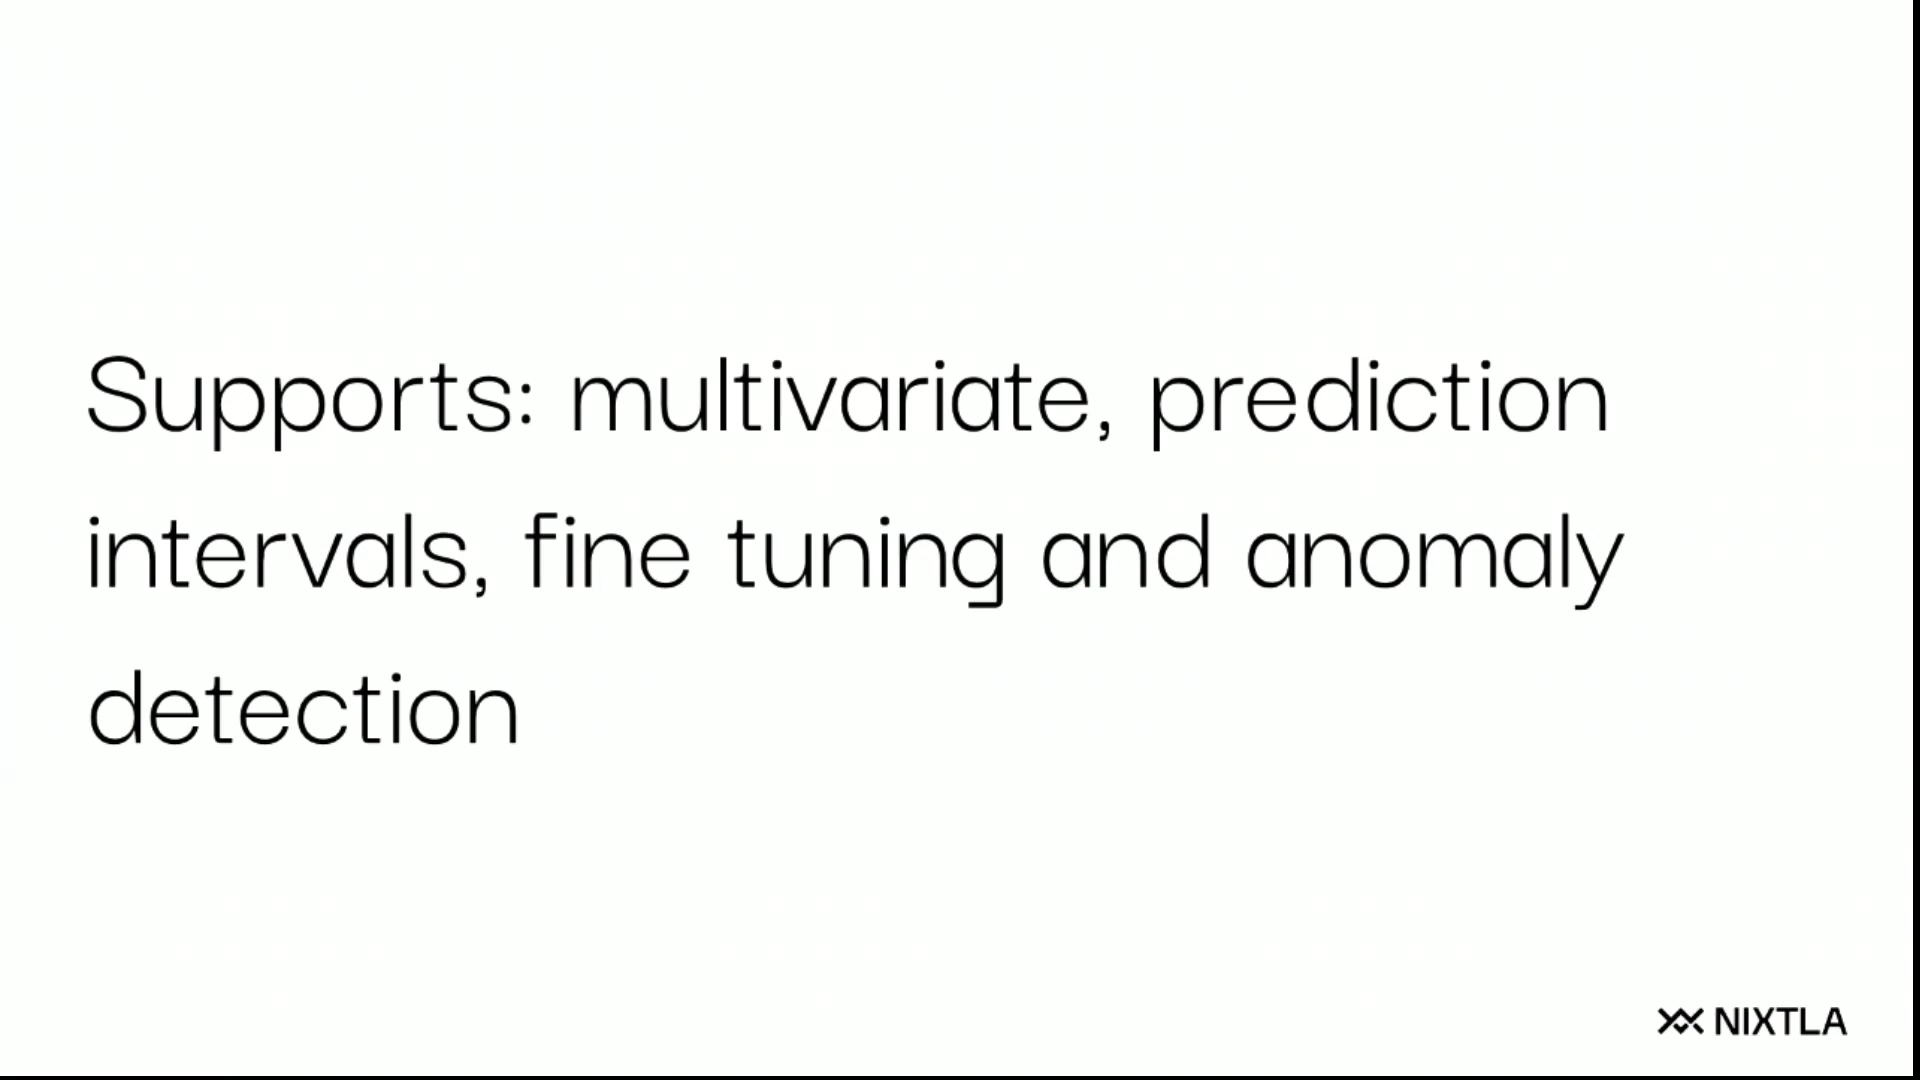 Supports: multivariate, prediction
intervals, fine tuning and anomaly
detection
NIXTLA